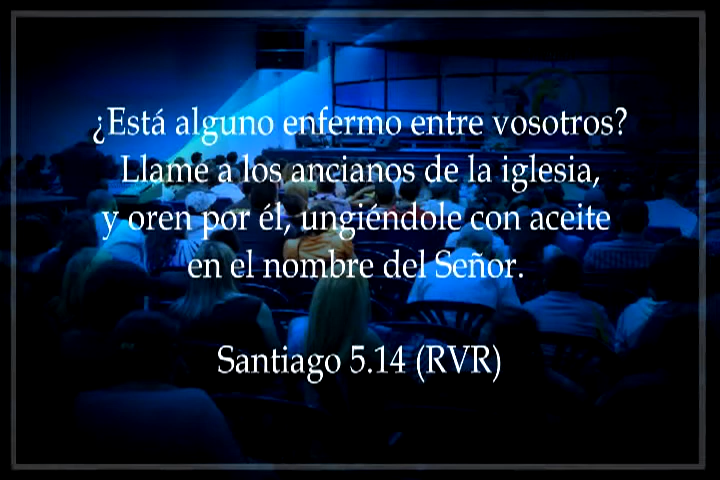 ¿Está alguno enfermo entre vosotros?
Llame a los ancianos de la iglesia,
y oren por él, ungiéndole con aceite
en el nombre del Señor.
Santiago 5.14 (RVR)